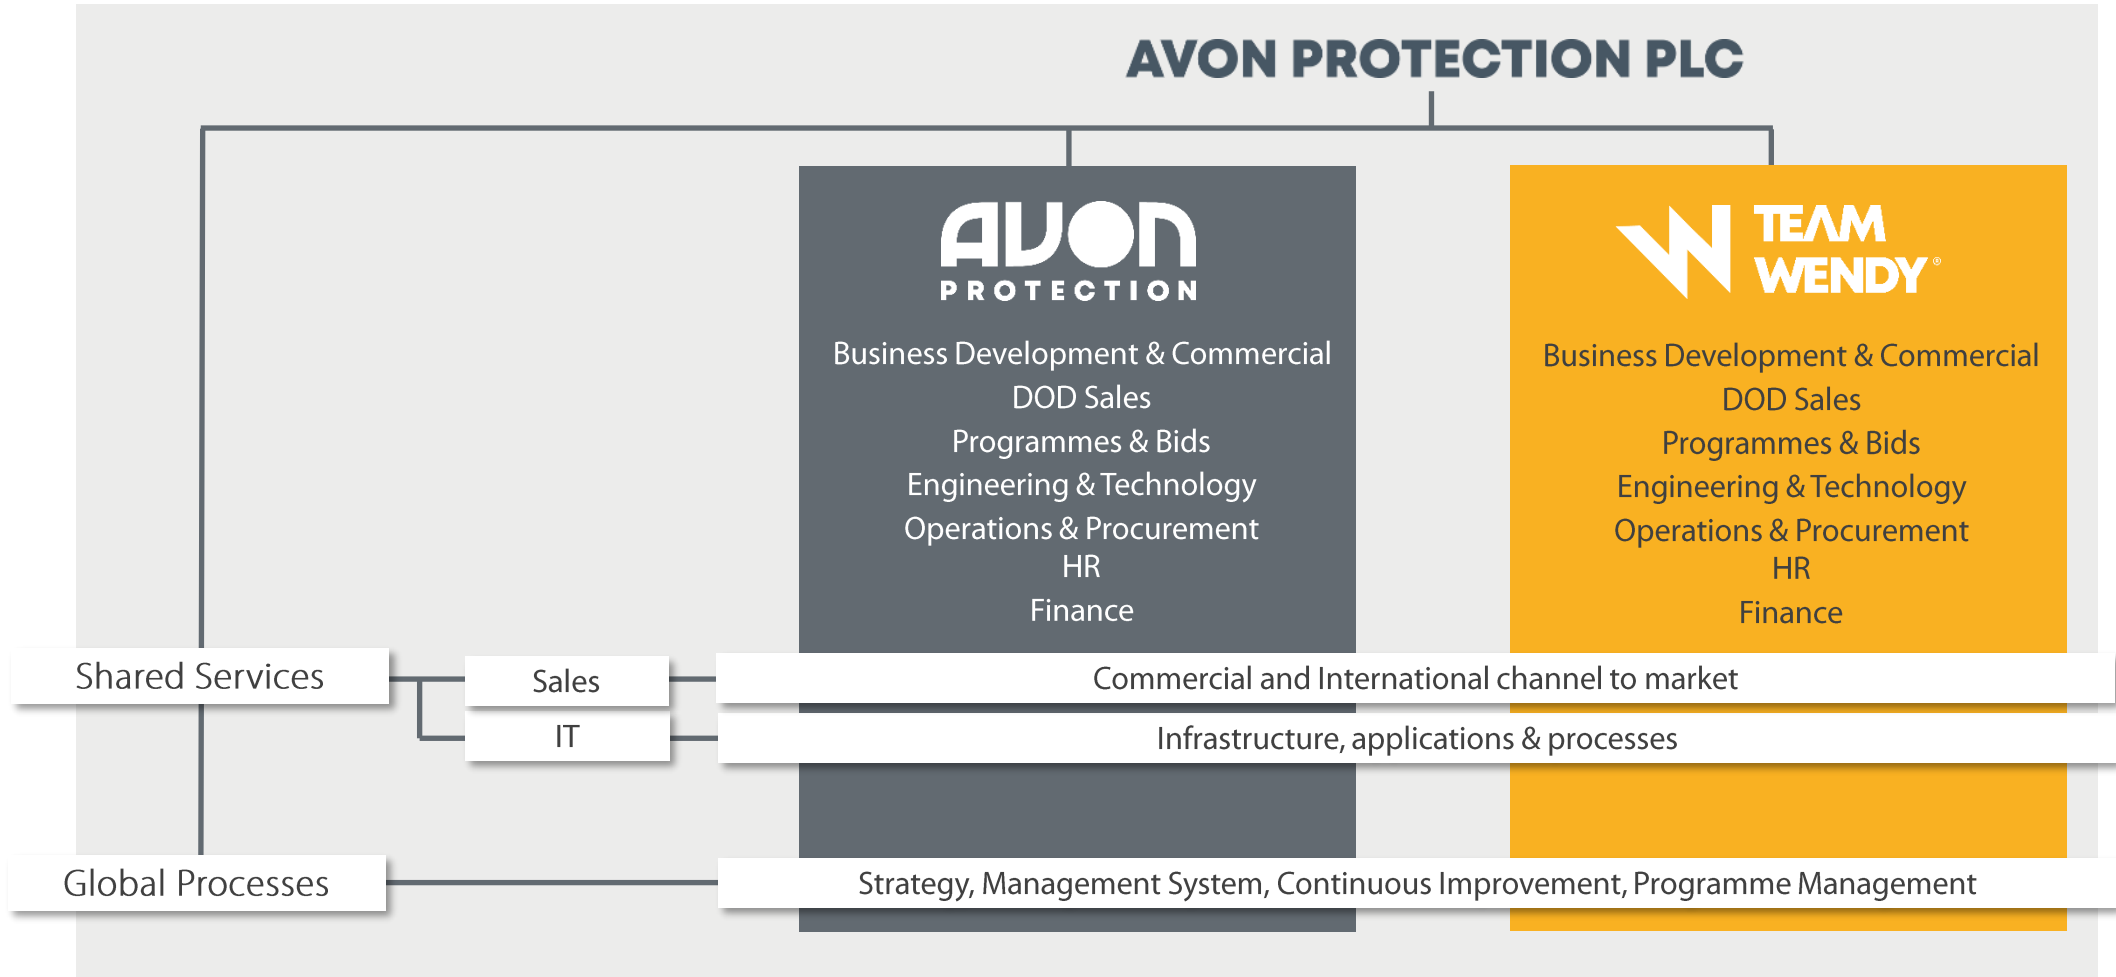 AVON PROTECTION PLC
AVON
PROTECTION
Business Development & Commercial
DOD Sales
Programmes & Bids
Engineering & Technology
Operations & Procurement
HR
Finance
TEAM
WENDY®
Business Development & Commercial
DOD Sales
Programmes & Bids
Engineering & Technology
Operations & Procurement
HR
Finance
Shared Services
Sales
Commercial and International channel to market
IT
Infrastructure, applications & processes
Global Processes
Strategy, Management System, Continuous Improvement, Programme Management